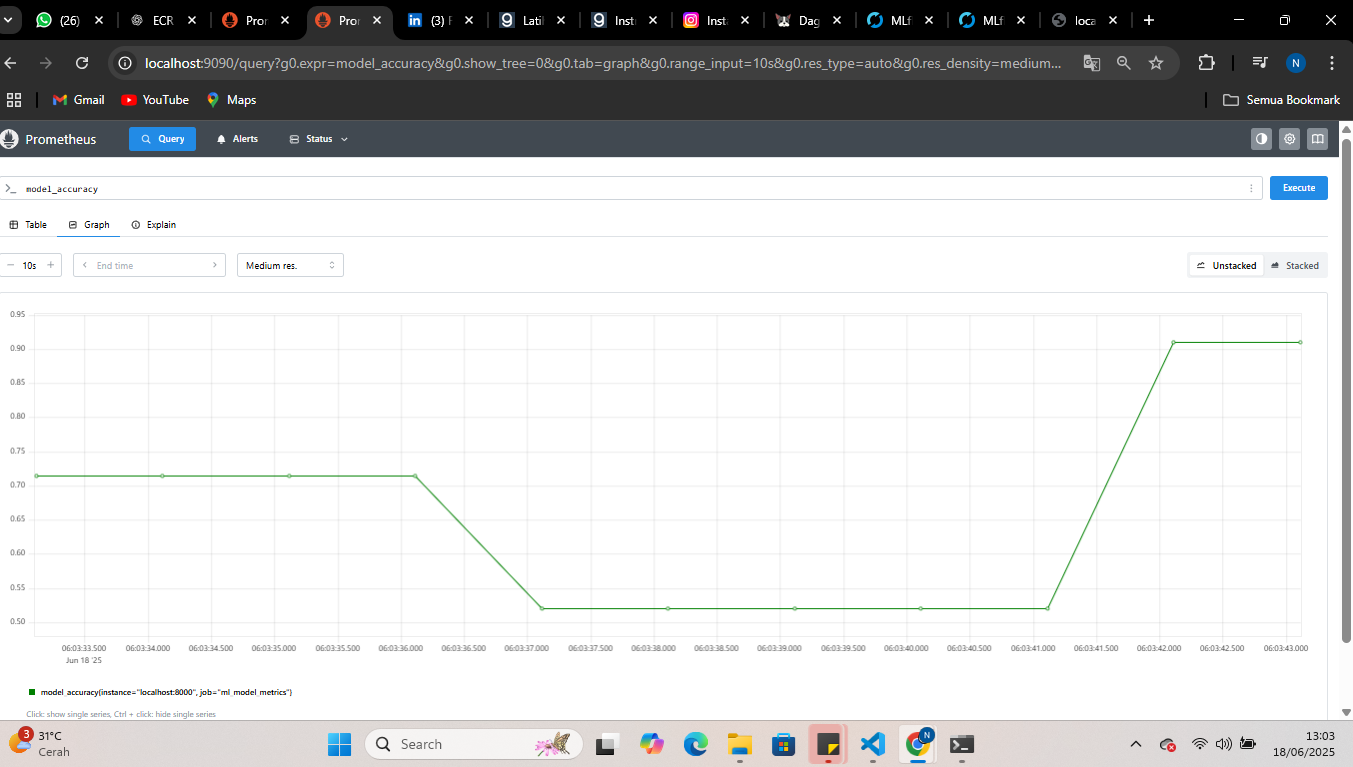 (26)
ECR
Pror
Pror
(3) F
Latil
Inst
Insta
Dag
MLf
MLf
loca
localhost:9090/query?g0.expr=model_accuracy&g0.show_tree=0&g0.tab=graph&g0.range_input=10s&g0.res_type=auto&g0.res_density=medium...
N
Gmail
YouTube
Maps
Semua Bookmark
Prometheus
Query
Alerts
Status
>_ model_accuracy
Execute
Table
Graph
Explain
10s
End time
Medium res.
Unstacked
Stacked
0.95
0.90
0.85
0.80
0.75
0.70
0.65
0.60
0.55
0.50
06:03:33.500 06:03:34.000 06:03:34.500 06:03:35.000 06:03:35.500 06:03:36.000 06:03:36.500 06:03:37.000 06:03:37.500 06:03:38.000 06:03:38.500 06:03:39.000 06:03:39.500 06:03:40.000 06:03:40.500 06:03:41.000 06:03:41.500 06:03:42.000 06:03:42.500 06:03:43.000
Jun 18 '25
model_accuracy{instance="localhost:8000", job="ml_model_metrics"}
Click: show single series, Ctrl + click: hide single series
3
31°C
Cerah
Search
N
13:03
18/06/2025